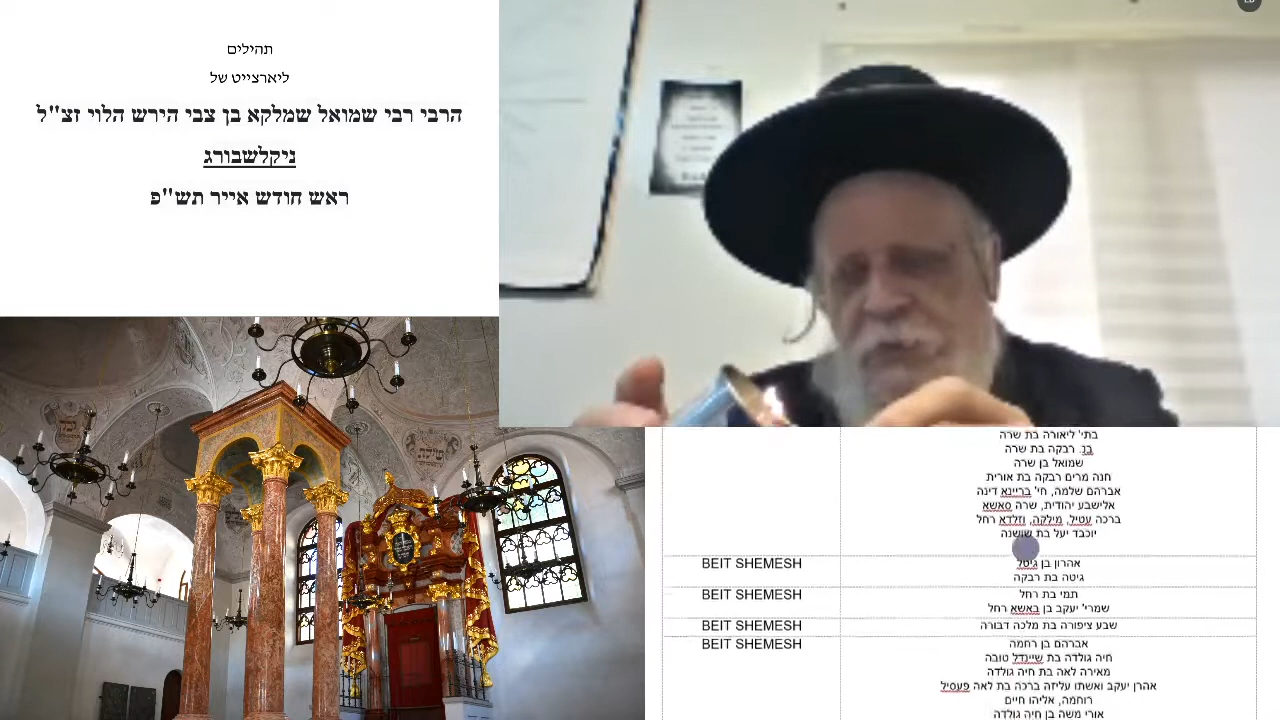 תהילים
ליארצייט של
הרבי רבי שמואל שמלקא בן צבי הירש הלוי זצ"ל
ניקלשבורג
ראש חודש אייר תש"פ
בתי' ליאורה בת שרה
בנ. רבקה בת שרה
שמואל בן שרה
חנה מרים רבקה בת אורית
אברהם שלמה, חי' בריינא דינה
אלישבע יהודית, שרה סאשא
ברכה עטיל, מילקה, וזלדא רחל
יוכבד יעל בת שושנה
BEIT SHEMESH
אהרון בן גיטל
גיטה בת רבקה
BEIT SHEMESH
תמי בת רחל
שמרי' יעקב בן באשא רחל
BEIT SHEMESH
שבע ציפורה בת מלכה דבורה
BEIT SHEMESH
אברהם בן רחמה
חיה גולדה בת שיינדל טובה
מאירה לאה בת חיה גולדה
אהרן יעקב ואשתו עליזה ברכה בת לאה פעסיל
רוחמה, אליהו חיים
אורי משה בן חיה גולדה